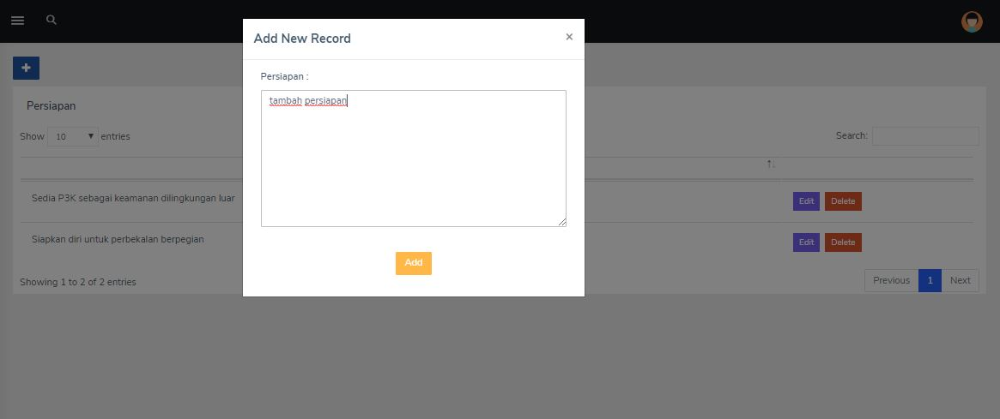 Add New Record
×
Persiapan :
tambah persiapan
Add
Persiapan
Show 10 entries
Search:
Sedia P3K sebagai keamanan dilingkungan luar
Edit Delete
Siapkan diri untuk perbekalan berpegian
Edit Delete
Showing 1 to 2 of 2 entries
Previous 1 Next